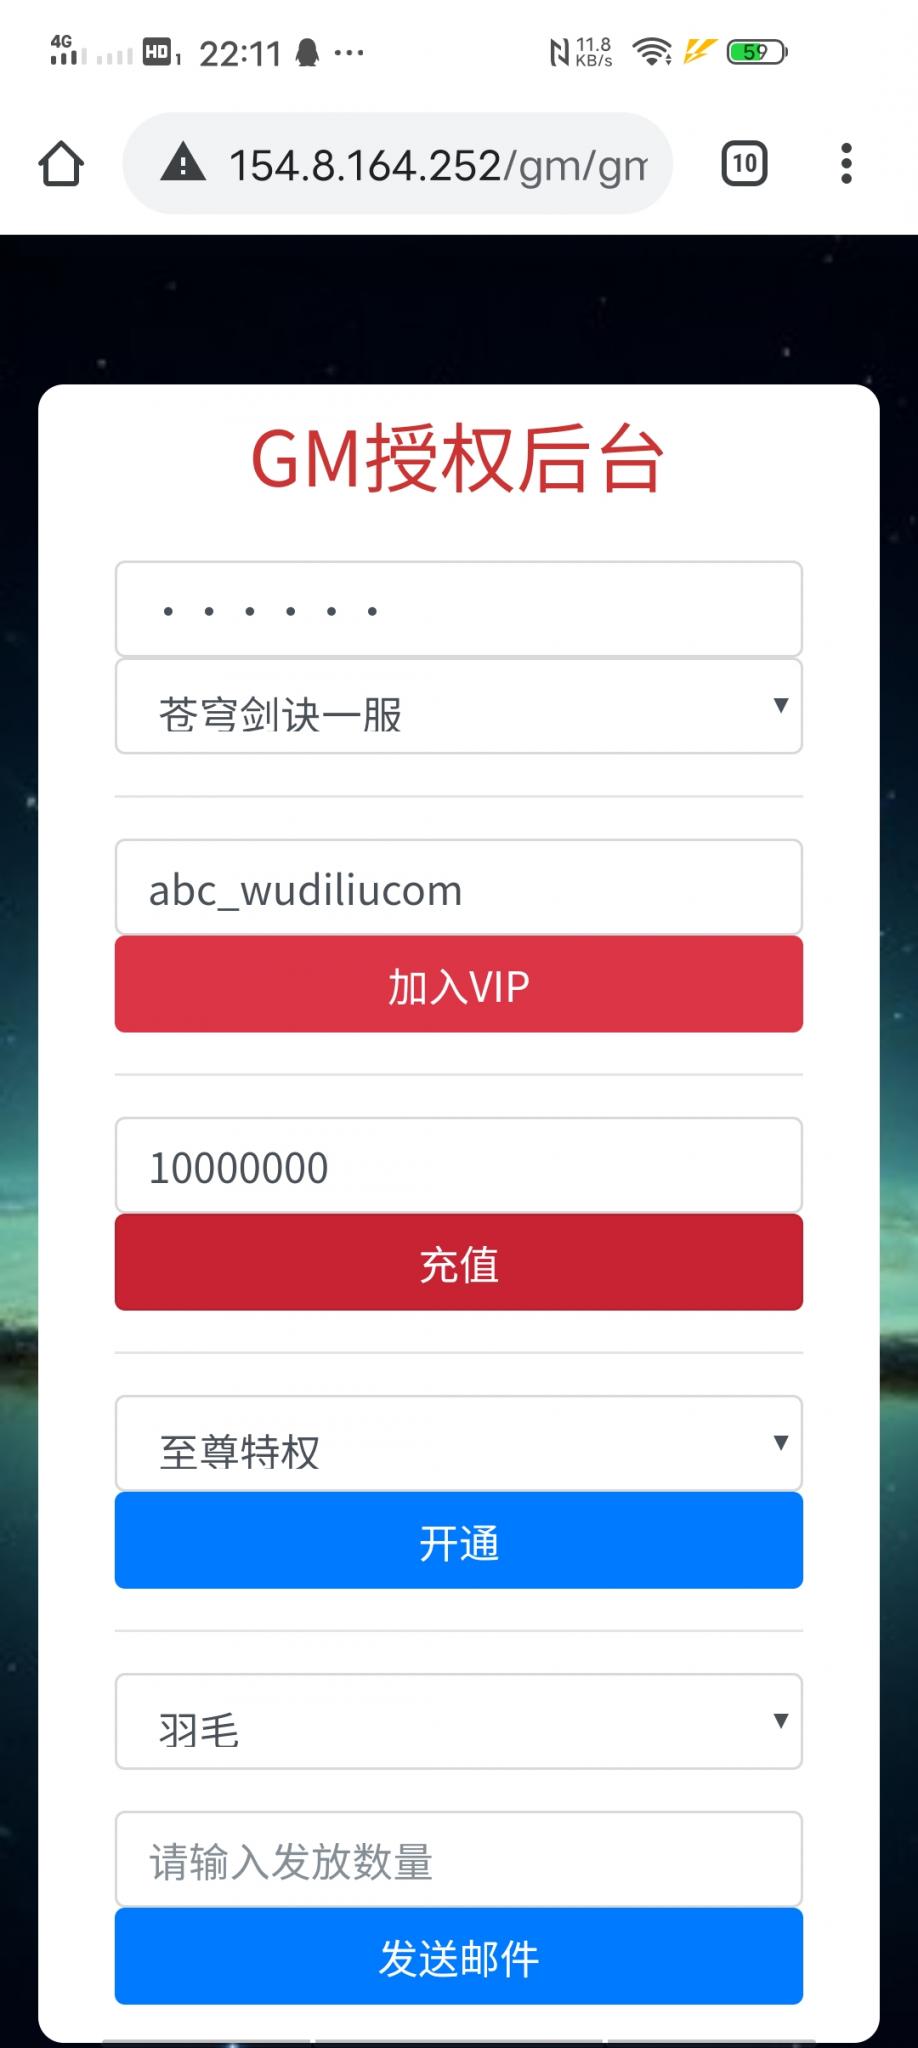 4G HD 1 22:11 ... 11.8 KB/s 59
154.8.164.252/gm/gm 10
GM授权后台
••••••
苍穹剑诀一服
abc_wudiliucom
加入VIP
10000000
充值
至尊特权
开通
羽毛
请输入发放数量
发送邮件